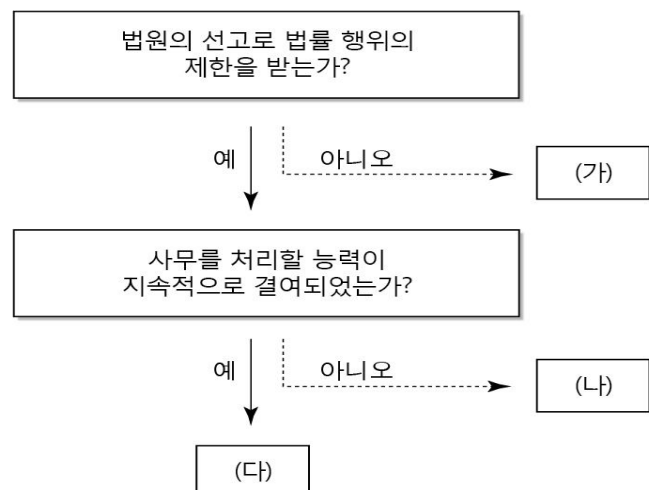 법원의 선고로 법률 행위의
제한을 받는가?
예
아니오
(가)
사무를 처리할 능력이
지속적으로 결여되었는가?
예
아니오
(나)
(다)